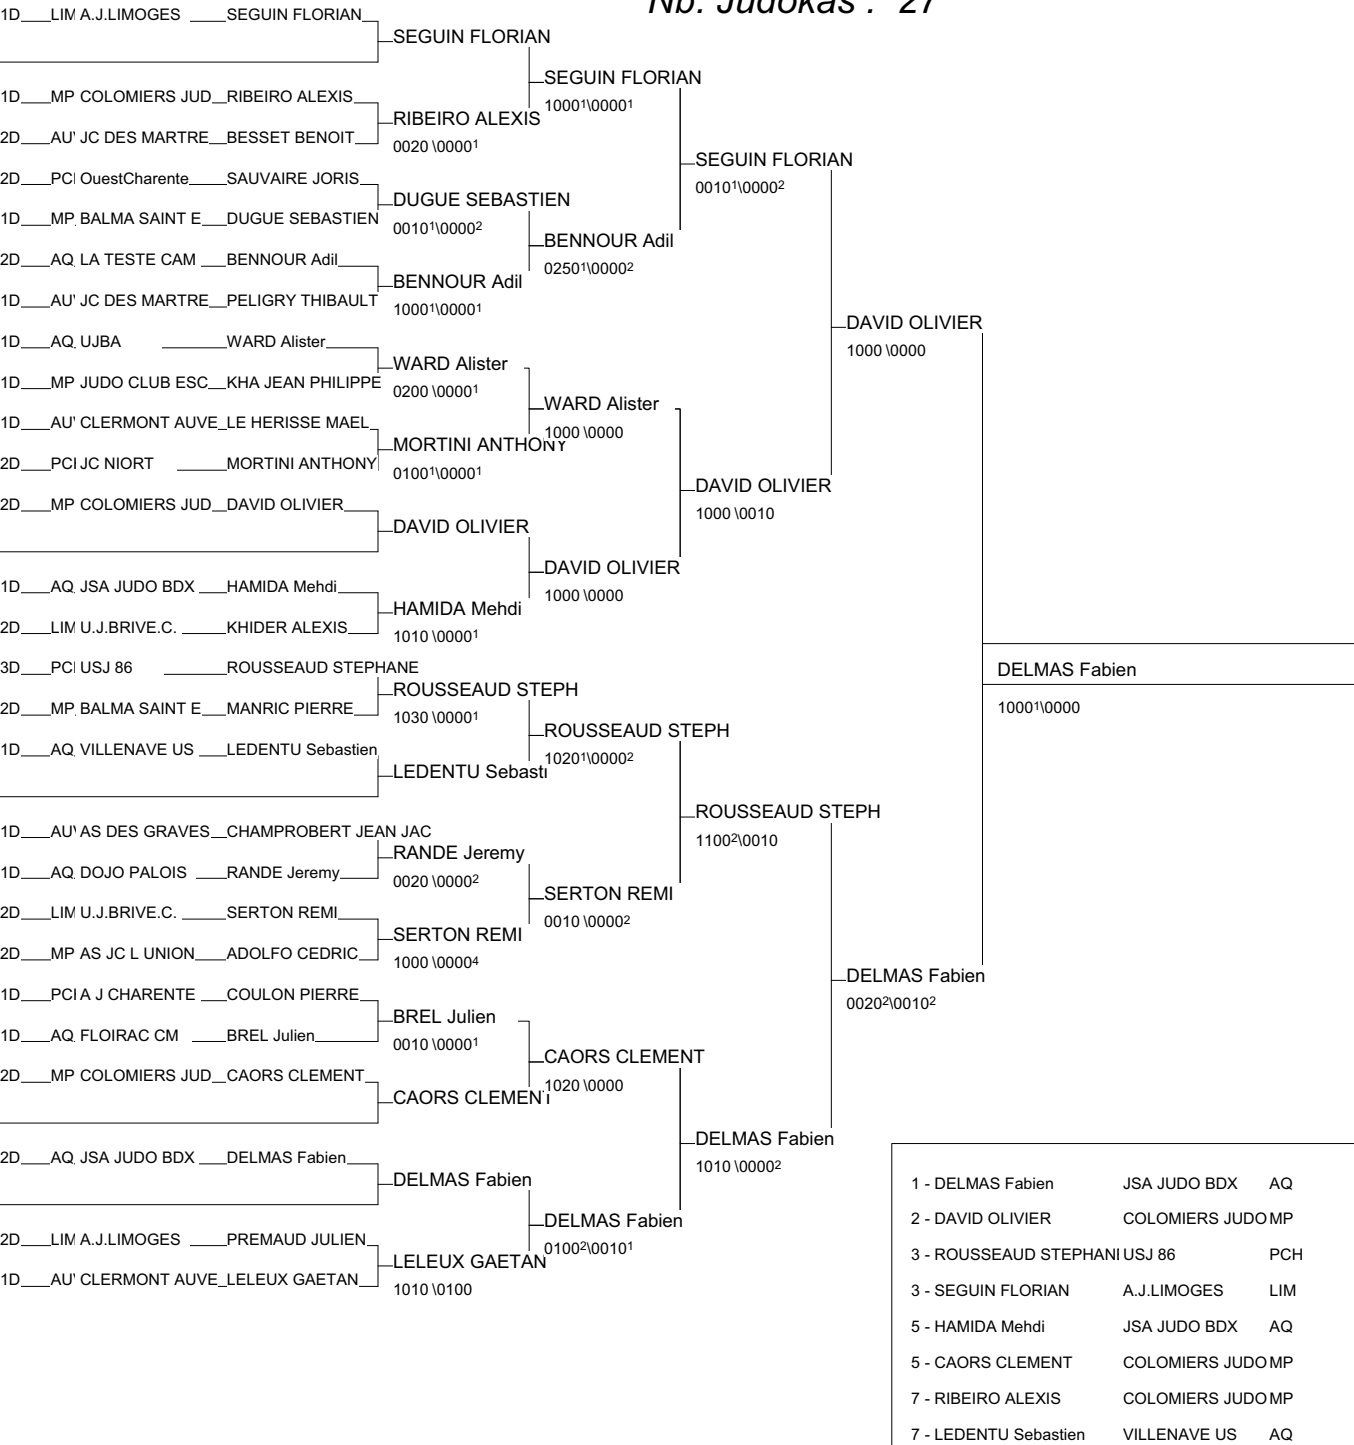 Nb. Judokas : 27
1D LIM A.J.LIMOGES SEGUIN FLORIAN
SEGUIN FLORIAN
SEGUIN FLORIAN
1000¹\0000¹
1D MP COLOMIERS JUD RIBEIRO ALEXIS
RIBEIRO ALEXIS
0020 \0000¹
2D AU JC DES MARTRE BESSET BENOIT
SEGUIN FLORIAN
0010¹\0000²
2D PC OuestCharente SAUVAIRE JORIS
DUGUE SEBASTIEN
0010¹\0000²
1D MP BALMA SAINT E DUGUE SEBASTIEN
BENNOUR Adil
0250¹\0000²
2D AQ LA TESTE CAM BENNOUR Adil
BENNOUR Adil
1000¹\0000¹
1D AU JC DES MARTRE PELIGRY THIBAULT
DAVID OLIVIER
1000 \0000
1D AQ UJBA WARD Alister
WARD Alister
0200 \0000¹
1D MP JUDO CLUB ESC KHA JEAN PHILIPPE
WARD Alister
1000 \0000
1D AU CLERMONT AUVE LE HERISSE MAEL
MORTINI ANTHONY
0100¹\0000¹
2D PC JC NIORT MORTINI ANTHONY
DAVID OLIVIER
1000 \0010
2D MP COLOMIERS JUD DAVID OLIVIER
DAVID OLIVIER
DAVID OLIVIER
1000 \0000
1D AQ JSA JUDO BDX HAMIDA Mehdi
HAMIDA Mehdi
1010 \0000¹
2D LIM U.J.BRIVE.C. KHIDER ALEXIS
DELMAS Fabien
1000¹\0000
3D PC USJ 86 ROUSSEAUD STEPHANE
ROUSSEAUD STEPH
1030 \0000¹
2D MP BALMA SAINT E MANRIC PIERRE
ROUSSEAUD STEPH
1020¹\0000²
1D AQ VILLENAVE US LEDENTU Sebastien
LEDENTU Sebasti
ROUSSEAUD STEPH
1100²\0010
1D AU AS DES GRAVES CHAMPROBERT JEAN JAC
RANDE Jeremy
0020 \0000²
1D AQ DOJO PALOIS RANDE Jeremy
SERTON REMI
0010 \0000²
2D LIM U.J.BRIVE.C. SERTON REMI
SERTON REMI
1000 \0000⁴
2D MP AS JC L UNION ADOLFO CEDRIC
DELMAS Fabien
0020²\0010²
1D PC A J CHARENTE COULON PIERRE
BREL Julien
0010 \0000¹
1D AQ FLOIRAC CM BREL Julien
CAORS CLEMENT
1020 \0000
2D MP COLOMIERS JUD CAORS CLEMENT
CAORS CLEMENT
DELMAS Fabien
1010 \0000²
2D AQ JSA JUDO BDX DELMAS Fabien
DELMAS Fabien
DELMAS Fabien
0100²\0010¹
2D LIM A.J.LIMOGES PREMAUD JULIEN
LELEUX GAETAN
1010 \0100
1D AU CLERMONT AUVE LELEUX GAETAN
1 - DELMAS Fabien JSA JUDO BDX AQ
2 - DAVID OLIVIER COLOMIERS JUDO MP
3 - ROUSSEAUD STEPHANI USJ 86 PCH
3 - SEGUIN FLORIAN A.J.LIMOGES LIM
5 - HAMIDA Mehdi JSA JUDO BDX AQ
5 - CAORS CLEMENT COLOMIERS JUDO MP
7 - RIBEIRO ALEXIS COLOMIERS JUDO MP
7 - LEDENTU Sebastien VILLENAVE US AQ